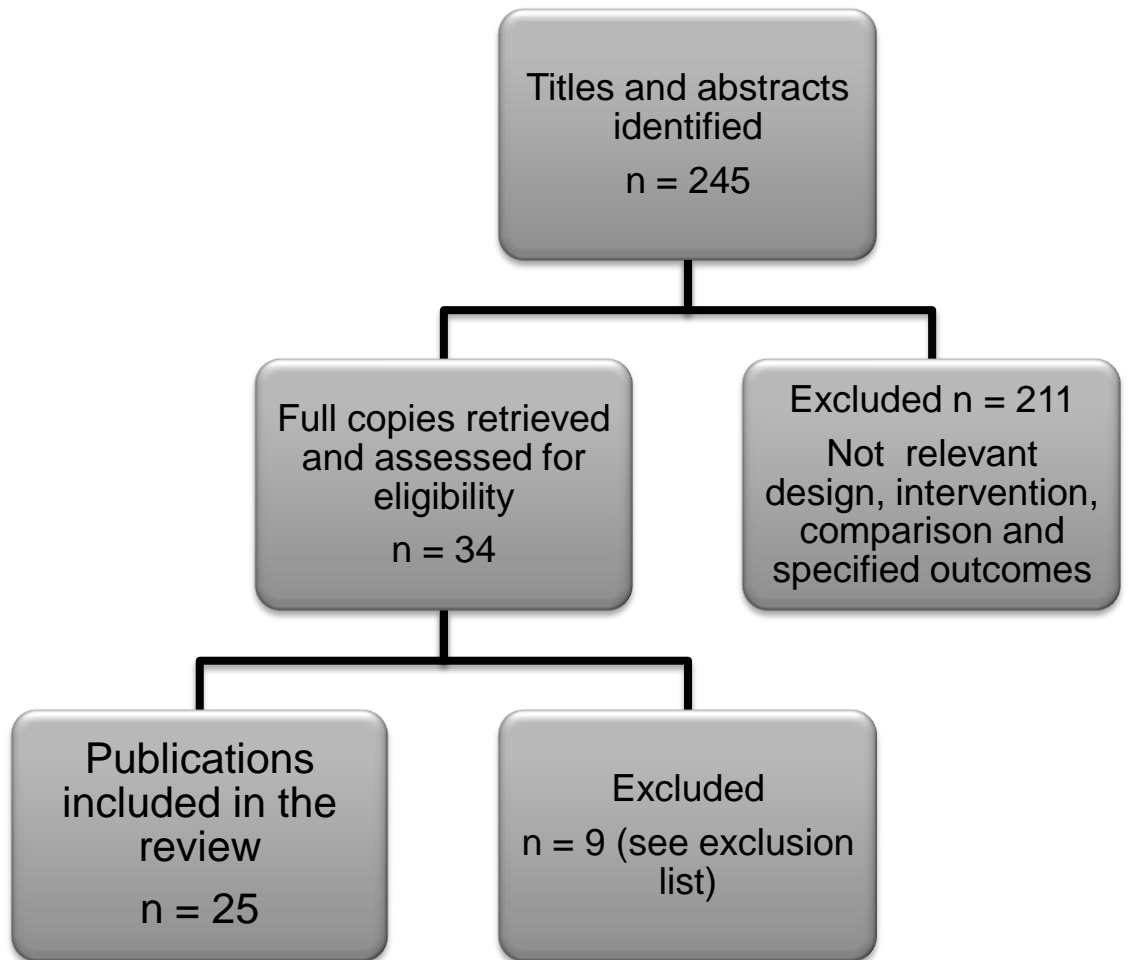 Titles and abstracts
identified
n = 245
Full copies retrieved
and assessed for
eligibility
n = 34
Excluded n = 211
Not  relevant
design, intervention,
comparison and
specified outcomes
Publications
included in the
review
n = 25
Excluded
n = 9 (see exclusion
list)